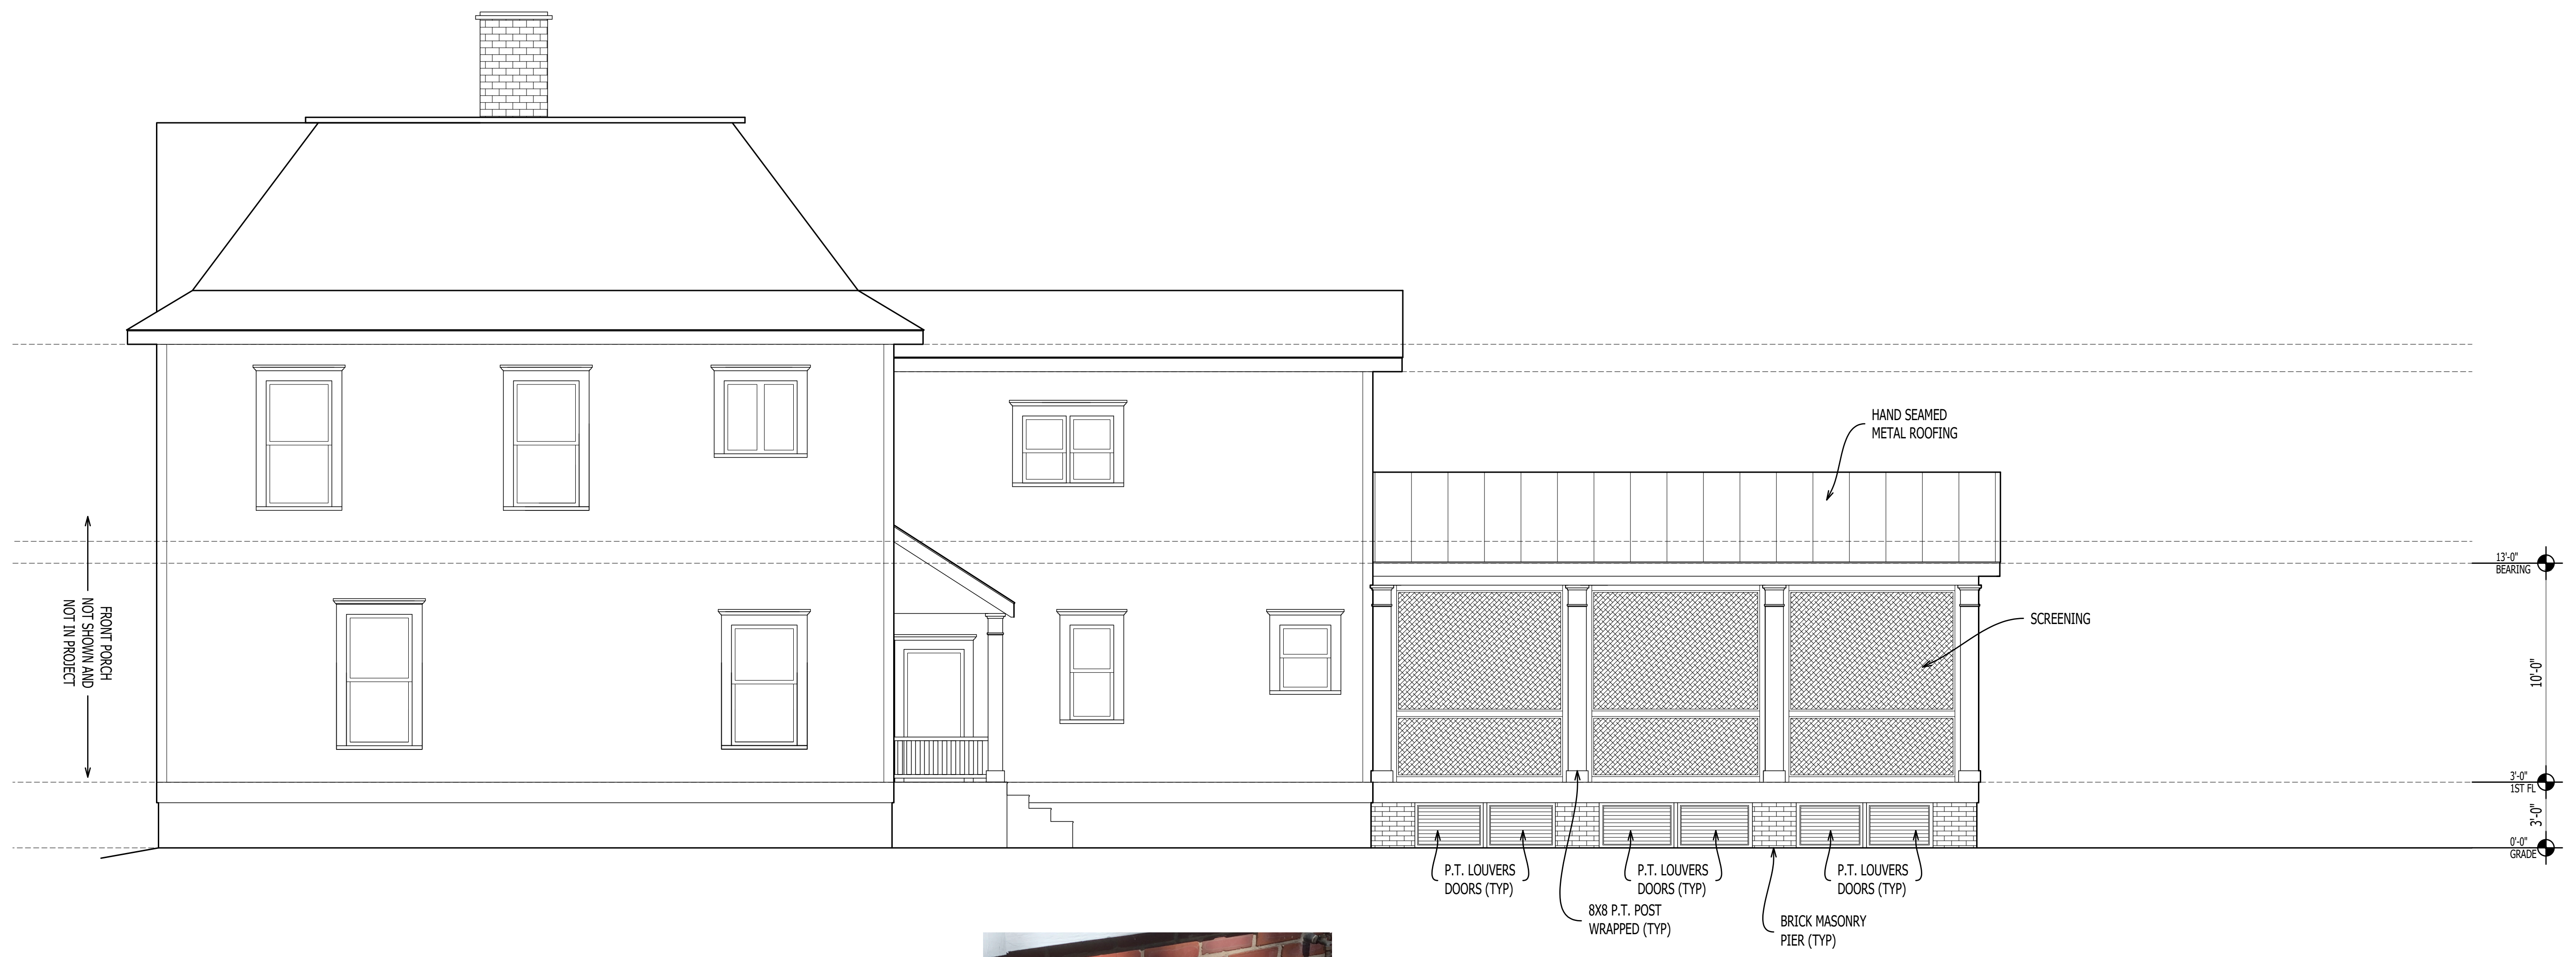 HAND SEAMED
METAL ROOFING
13'-0"
BEARING
SCREENING
FRONT PORCH
NOT SHOWN AND
NOT IN PROJECT
10'-0"
3'-0"
1ST FL
3'-0"
0'-0"
GRADE
P.T. LOUVERS
DOORS (TYP)
P.T. LOUVERS
DOORS (TYP)
P.T. LOUVERS
DOORS (TYP)
8X8 P.T. POST
WRAPPED (TYP)
BRICK MASONRY
PIER (TYP)